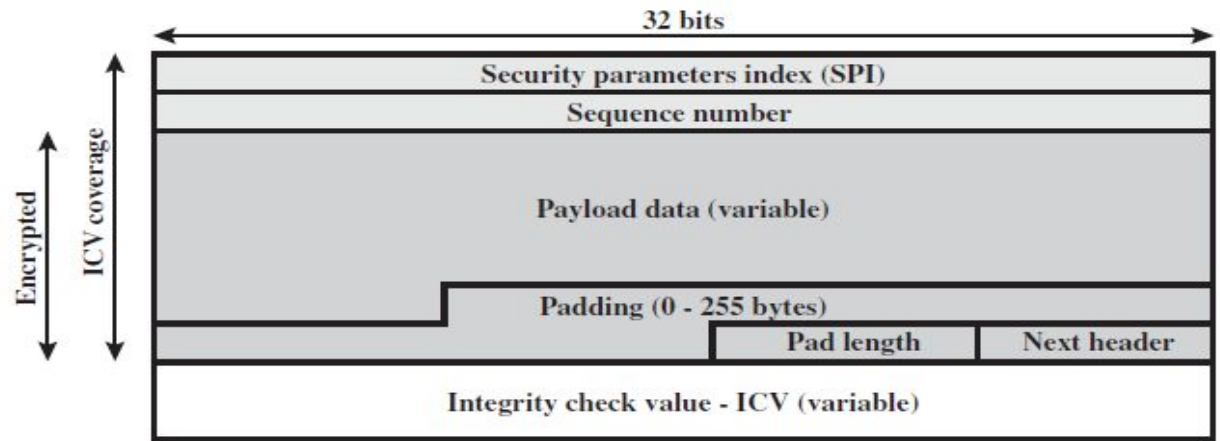 32 bits
Security parameters index (SPI)
Sequence number
Encrypted
ICV coverage
Payload data (variable)
Padding (0 - 255 bytes)
Pad length
Next header
Integrity check value - ICV (variable)